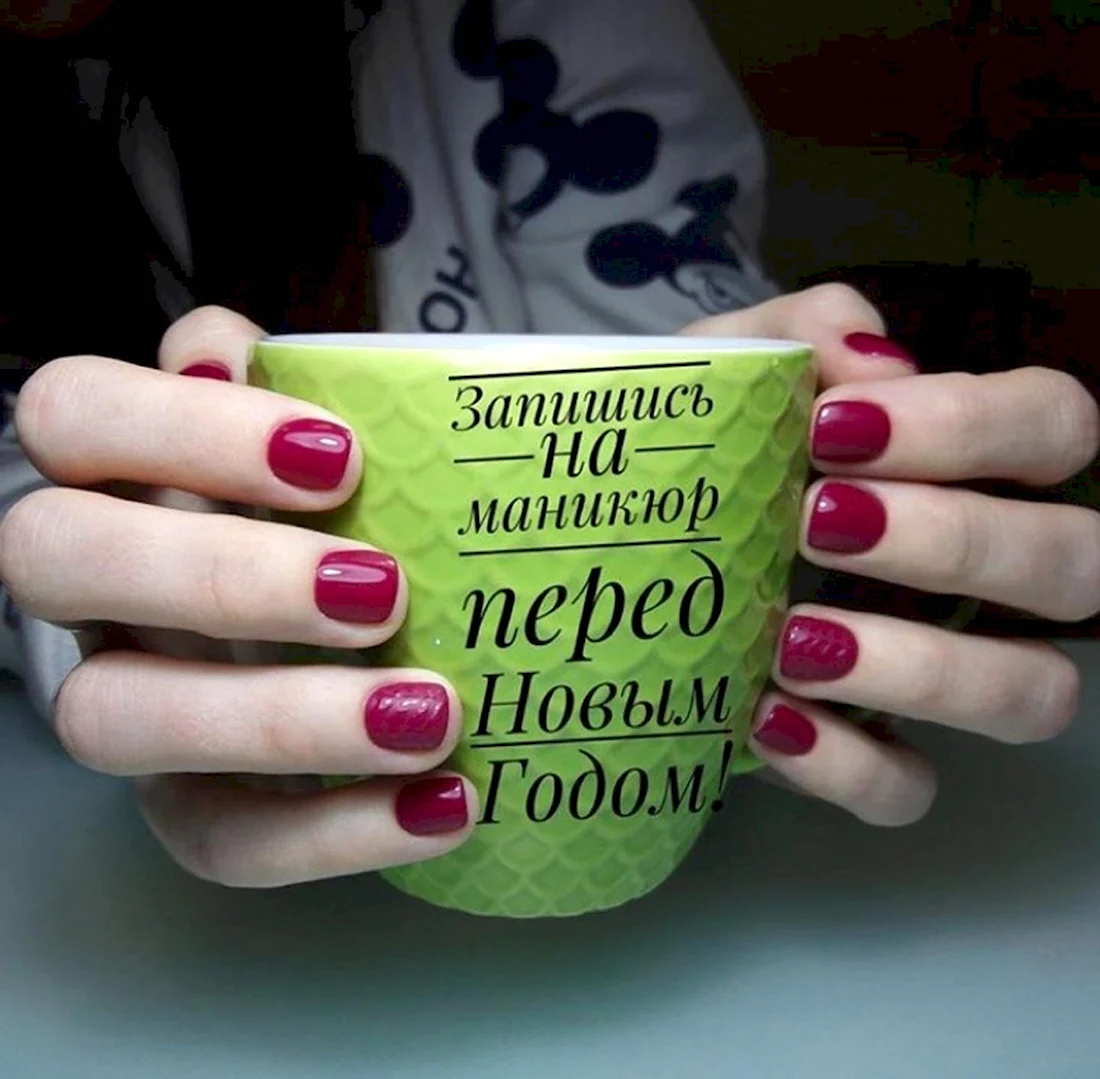 Запишись
на
маникюр
перед
Новым
Годом!